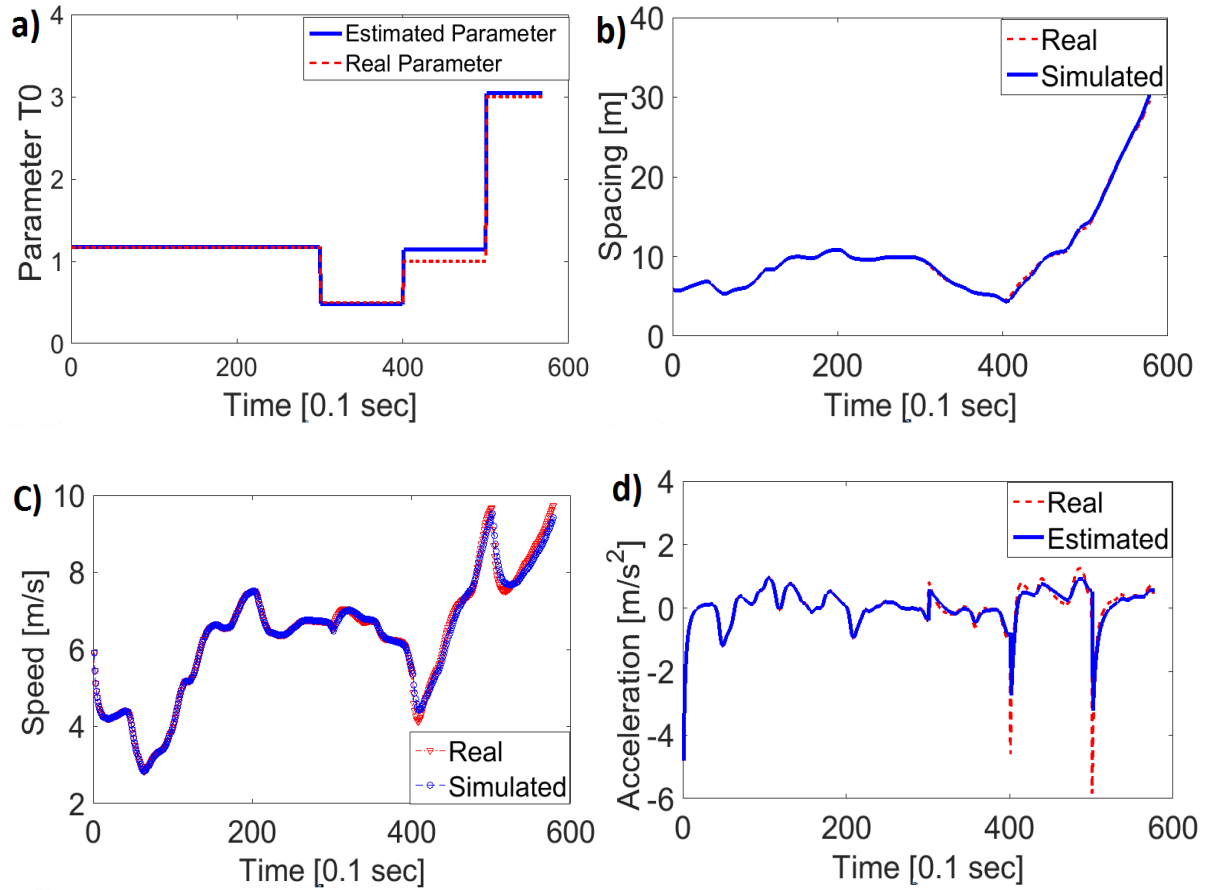 a)
4
3
2
1
0
Parameter T0
Estimated Parameter
Real Parameter
0
200
400
600
Time [0.1 sec]
b)
40
30
20
10
0
Spacing [m]
Real
Simulated
0
200
400
600
Time [0.1 sec]
C)
10
8
6
4
2
Speed [m/s]
Real
Simulated
0
200
400
600
Time [0.1 sec]
d)
4
2
0
-2
-4
-6
Acceleration [m/s²]
Real
Estimated
0
200
400
600
Time [0.1 sec]